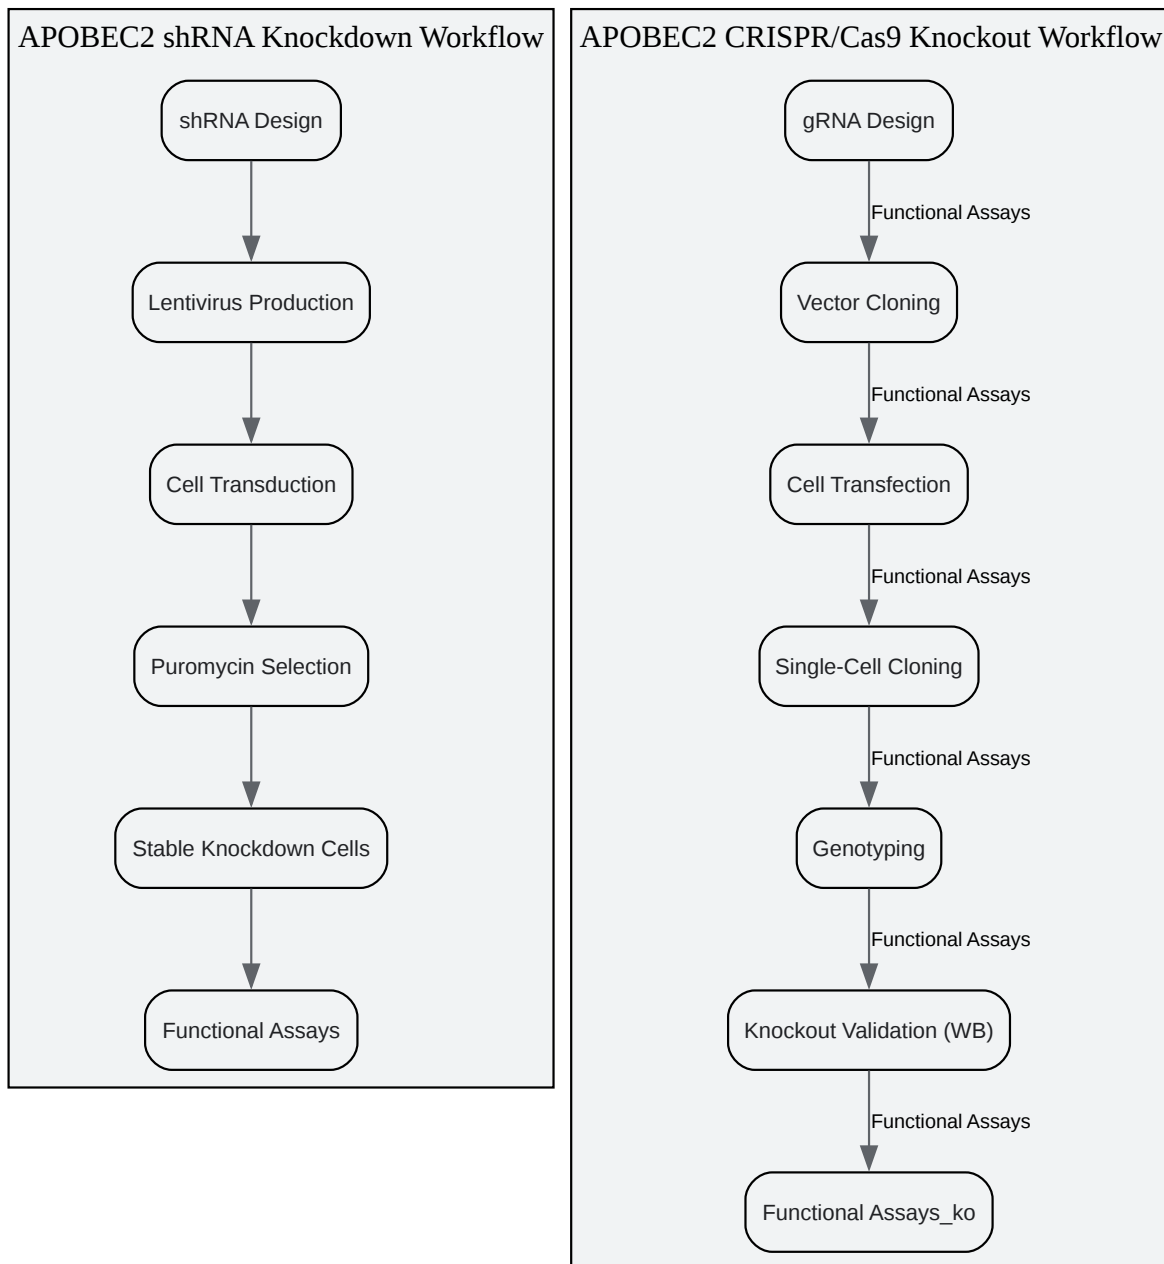 APOBEC2 shRNA Knockdown Workflow
shRNA Design
Lentivirus Production
Cell Transduction
Puromycin Selection
Stable Knockdown Cells
Functional Assays
APOBEC2 CRISPR/Cas9 Knockout Workflow
gRNA Design
Functional Assays
Vector Cloning
Functional Assays
Cell Transfection
Functional Assays
Single-Cell Cloning
Functional Assays
Genotyping
Functional Assays
Knockout Validation (WB)
Functional Assays
Functional Assays_ko